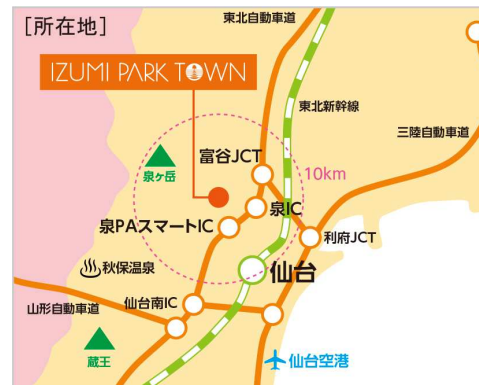 [所在地]
東北自動車道
IZUMI PARK TOWN
東北新幹線
三陸自動車道
富谷JCT
泉ヶ岳
10km
泉IC
泉PAスマートIC
利府JCT
秋保温泉
仙台
仙台南IC
山形自動車道
蔵王
仙台空港